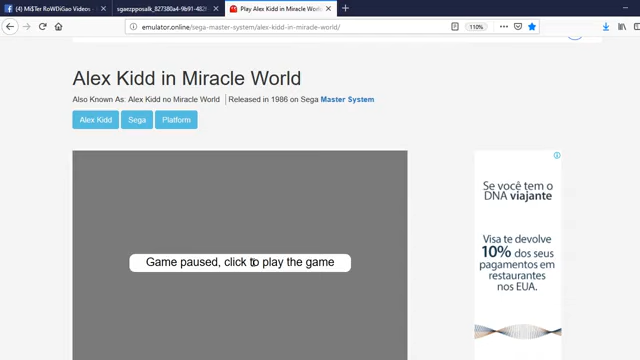 (4) MiSTer RoWDiGao Videos
sgaezpposalk_827380a4-9b91-482f
Play Alex Kidd in Miracle World
emulator.online/sega-master-system/alex-kidd-in-miracle-world/
110%
Alex Kidd in Miracle World
Also Known As: Alex Kidd no Miracle World
Released in 1986 on Sega Master System
Alex Kidd
Sega
Platform
Game paused, click to play the game
Se você tem o
DNA viajante
Visa te devolve
10% dos seus
pagamentos em
restaurantes
nos EUA.